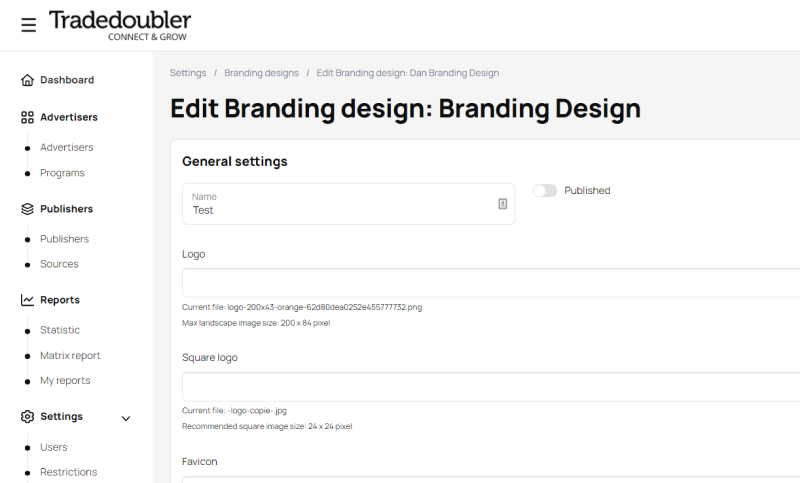 Tradedoubler
CONNECT & GROW
Dashboard
Advertisers
Advertisers
Programs
Publishers
Publishers
Sources
Reports
Statistic
Matrix report
My reports
Settings
Users
Restrictions
Settings / Branding designs / Edit Branding design: Dan Branding Design
Edit Branding design: Branding Design
General settings
Name
Test
Published
Logo
Current file: logo-200x43-orange-62d80dea0252e455777732.png
Max landscape image size: 200 x 84 pixel
Square logo
Current file: -logo-copie- jpg
Recommended square image size: 24 x 24 pixel
Favicon